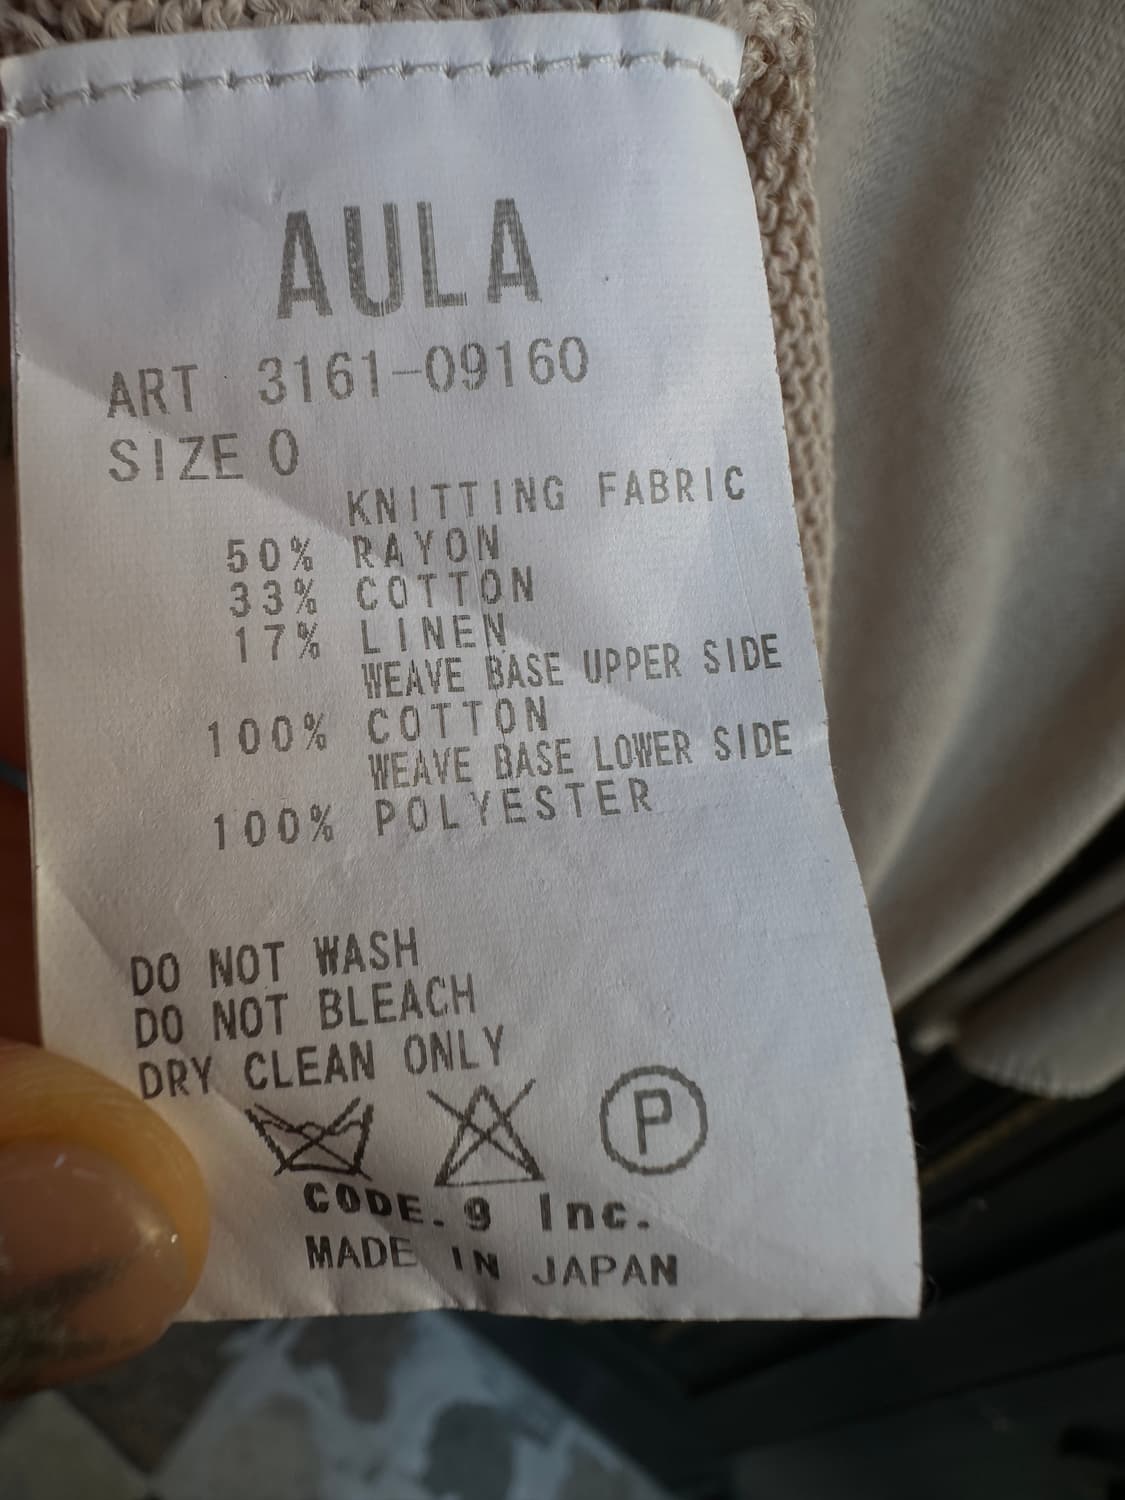 AULA
ART 3161-09160
SIZE 0
KNITTING FABRIC
50% RAYON
33% COTTON
17% LINEN
WEAVE BASE UPPER SIDE
100% COTTON
WEAVE BASE LOWER SIDE
100% POLYESTER
DO NOT WASH
DO NOT BLEACH
DRY CLEAN ONLY
P
CODE.9 Inc.
MADE IN JAPAN